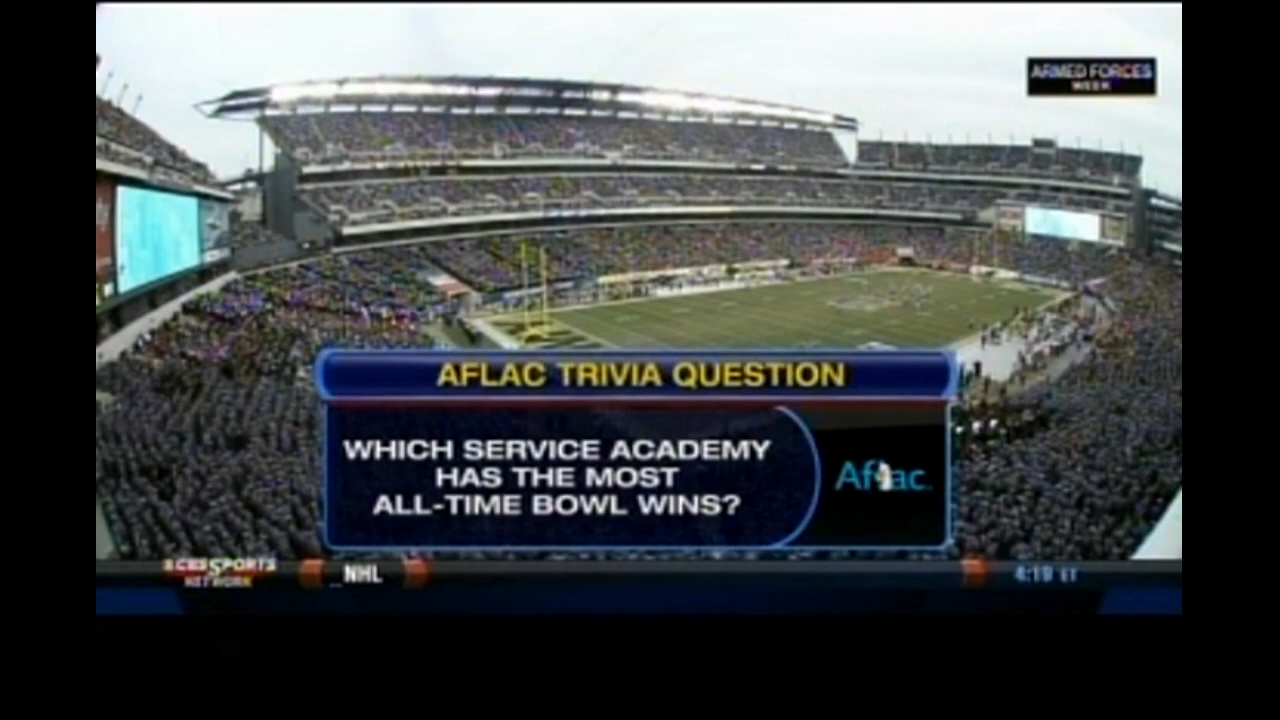 ARMED FORCES
WEEK
AFLAC TRIVIA QUESTION
WHICH SERVICE ACADEMY
HAS THE MOST
ALL-TIME BOWL WINS?
Aflac
CBS SPORTS
NETWORK
NHL
4:19 ET